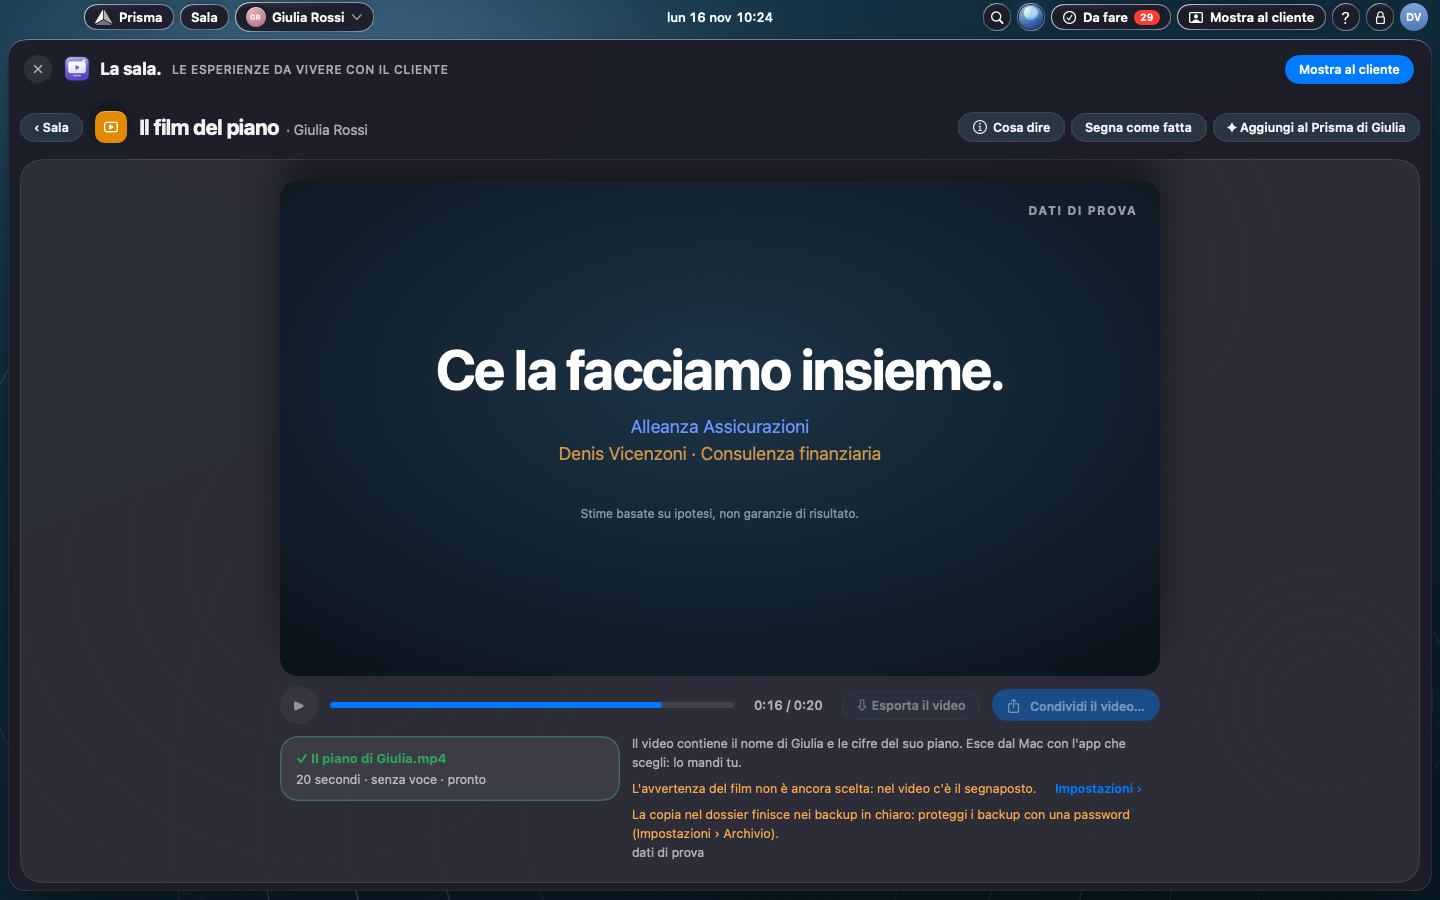 Prisma
Sala
GR Giulia Rossi
lun 16 nov 10:24
Da fare 29
Mostra al cliente
?
DV
La sala. LE ESPERIENZE DA VIVERE CON IL CLIENTE
Mostra al cliente
‹ Sala
Il film del piano · Giulia Rossi
Cosa dire
Segna come fatta
Aggiungi al Prisma di Giulia
DATI DI PROVA
Ce la facciamo insieme.
Alleanza Assicurazioni
Denis Vicenzoni · Consulenza finanziaria
Stime basate su ipotesi, non garanzie di risultato.
0:16 / 0:20
Esporta il video
Condividi il video...
✓ Il piano di Giulia.mp4
20 secondi · senza voce · pronto
Il video contiene il nome di Giulia e le cifre del suo piano. Esce dal Mac con l'app che
scegli: lo mandi tu.
L'avvertenza del film non è ancora scelta: nel video c'è il segnaposto. Impostazioni ›
La copia nel dossier finisce nei backup in chiaro: proteggi i backup con una password
(Impostazioni › Archivio).
dati di prova